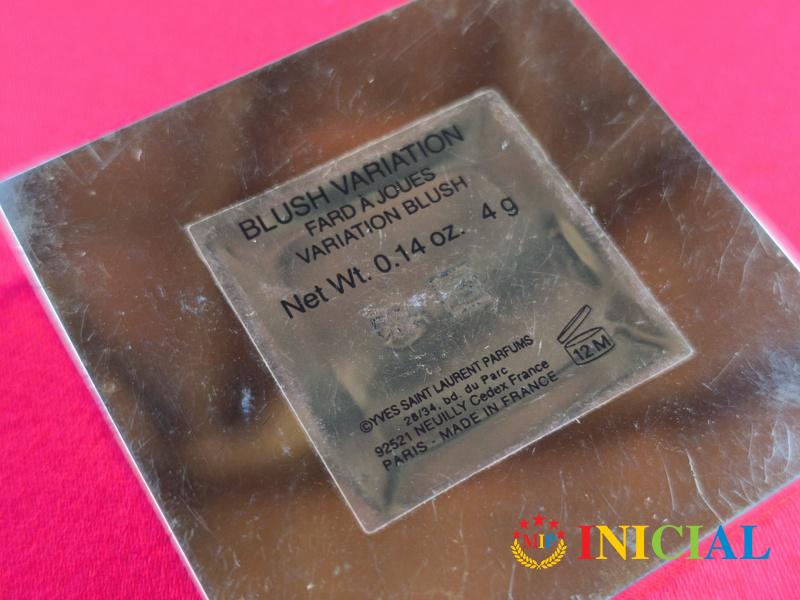 BLUSH VARIATION
FARD À JOUES
VARIATION BLUSH
Net Wt. 0.14 oz. 4 g
12 M
©YVES SAINT LAURENT PARFUMS
28/34, bd. du Parc
92521 NEUILLY Cedex France
PARIS - MADE IN FRANCE
MIP INICIAL